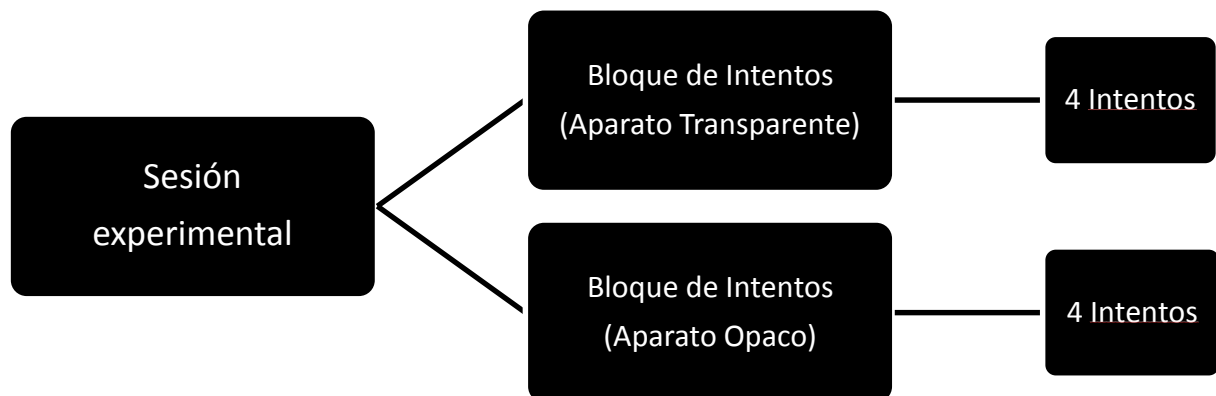 Sesión
experimental
Bloque de Intentos
(Aparato Transparente)
4 Intentos
Bloque de Intentos
(Aparato Opaco)
4 Intentos